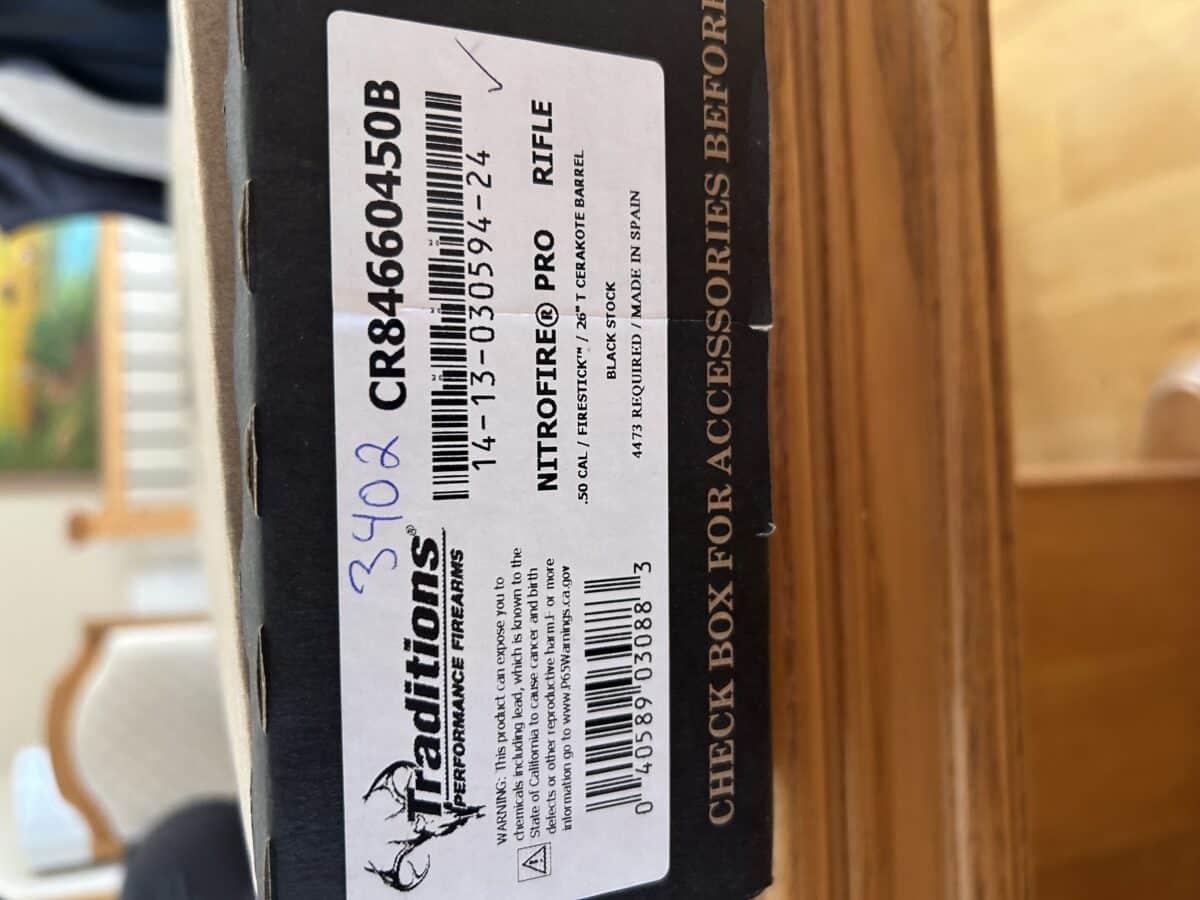 3402 CR84660450B
Traditions®
PERFORMANCE FIREARMS
14-13-030594-24
WARNING: This product can expose you to
chemicals including lead, which is known to the
State of California to cause cancer and birth
defects or other reproductive harm.F or more
information go to www.P65Warnings.ca.gov
NITROFIRE® PRO RIFLE
.50 CAL / FIRESTICK™ / 26" T CERAKOTE BARREL
BLACK STOCK
4473 REQUIRED / MADE IN SPAIN
0 40589 03088 3
CHECK BOX FOR ACCESSORIES BEFOR